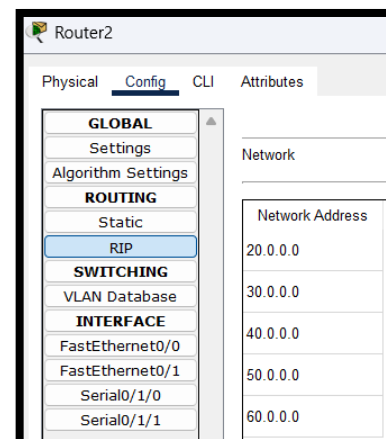 Router2
Physical Config CLI Attributes
GLOBAL
Settings
Algorithm Settings
ROUTING
Static
RIP
SWITCHING
VLAN Database
INTERFACE
FastEthernet0/0
FastEthernet0/1
Serial0/1/0
Serial0/1/1
Network
Network Address
20.0.0.0
30.0.0.0
40.0.0.0
50.0.0.0
60.0.0.0